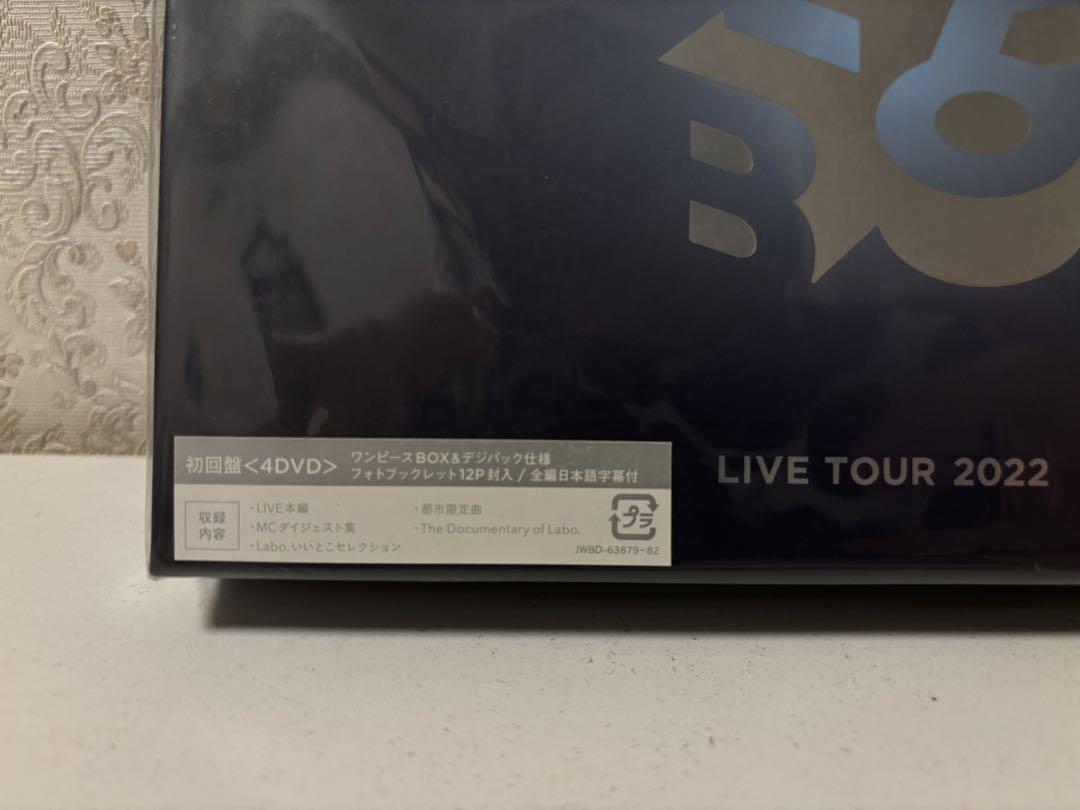 LIVE TOUR 2022
初回盤<4DVD>
ワンピースBOX&デジパック仕様
フォトブックレット12P封入 / 全編日本語字幕付
収録内容
・LIVE本編
・MCダイジェスト集
・Labo.いいとこセレクション
・都市限定曲
・The Documentary of Labo.
プラ
JWBD-63879~82